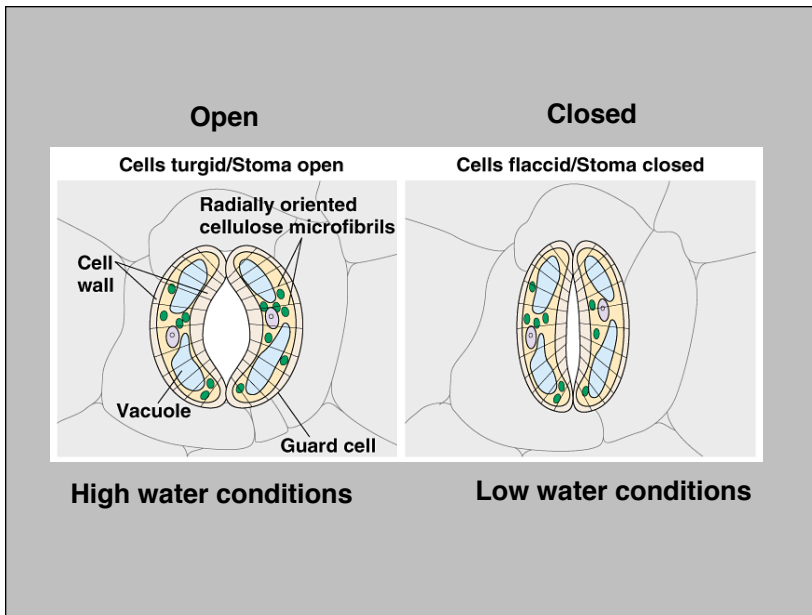 Open
Closed
Cells turgid/Stoma open
Cells flaccid/Stoma closed
Radially oriented
cellulose microfibrils
Cell
wall
Vacuole
Guard cell
High water conditions
Low water conditions